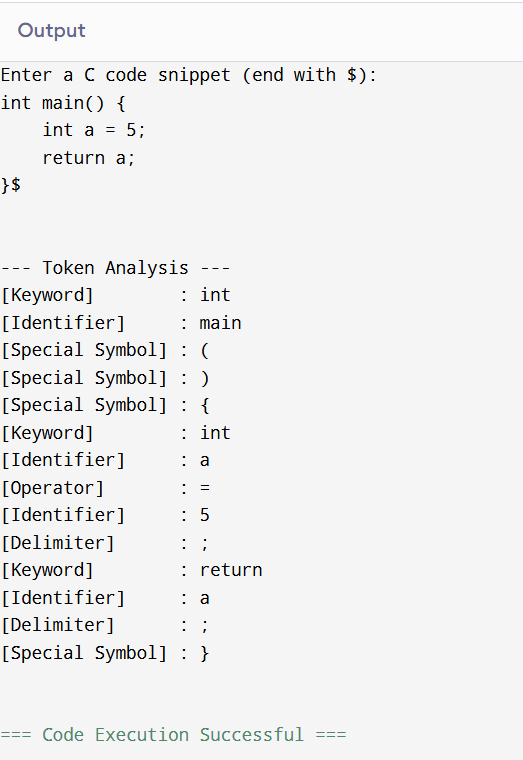 Output
Enter a C code snippet (end with $):
int main() {
    int a = 5;
    return a;
}$
--- Token Analysis ---
[Keyword]        : int
[Identifier]     : main
[Special Symbol] : (
[Special Symbol] : )
[Special Symbol] : {
[Keyword]        : int
[Identifier]     : a
[Operator]       : =
[Identifier]     : 5
[Delimiter]      : ;
[Keyword]        : return
[Identifier]     : a
[Delimiter]      : ;
[Special Symbol] : }
=== Code Execution Successful ===